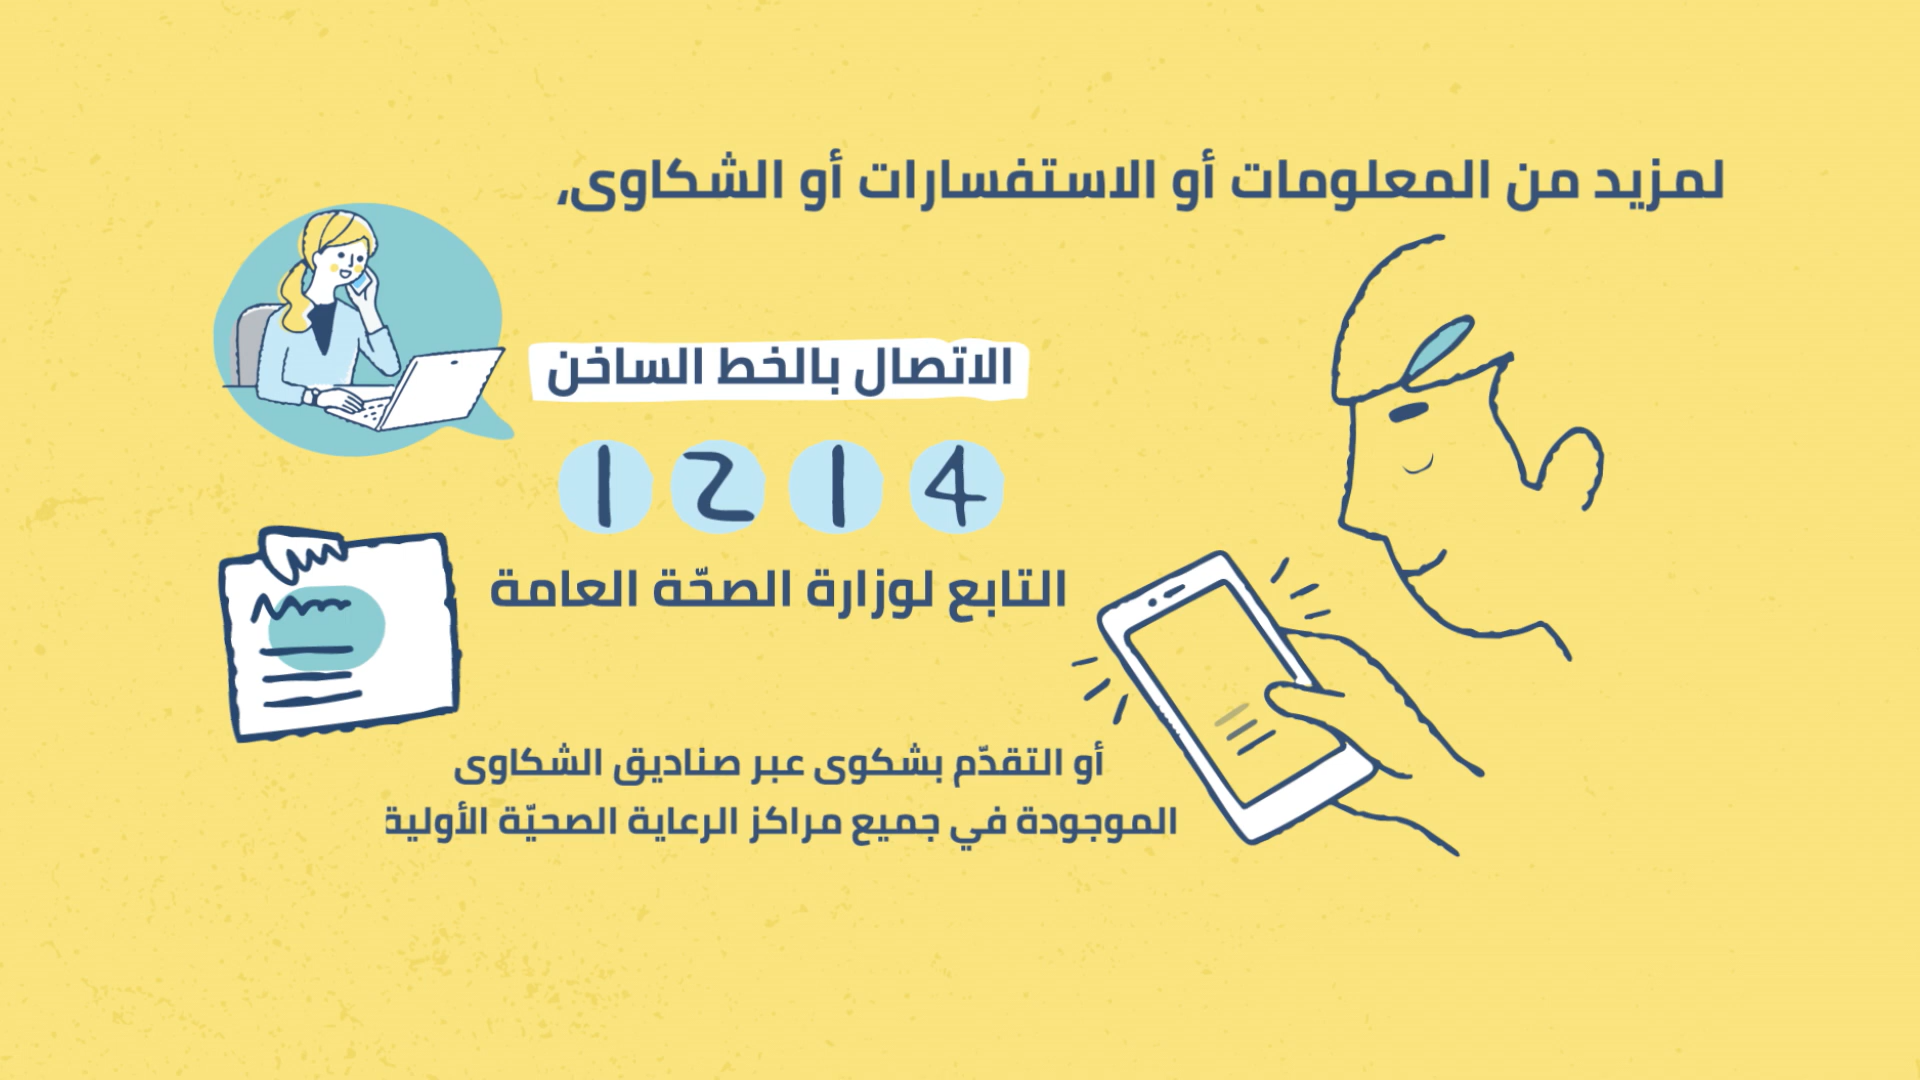 لمزيد من المعلومات أو الاستفسارات أو الشكاوى،
الاتصال بالخط الساخن
1214
التابع لوزارة الصحّة العامة
أو التقدّم بشكوى عبر صناديق الشكاوى
الموجودة في جميع مراكز الرعاية الصحيّة الأولية